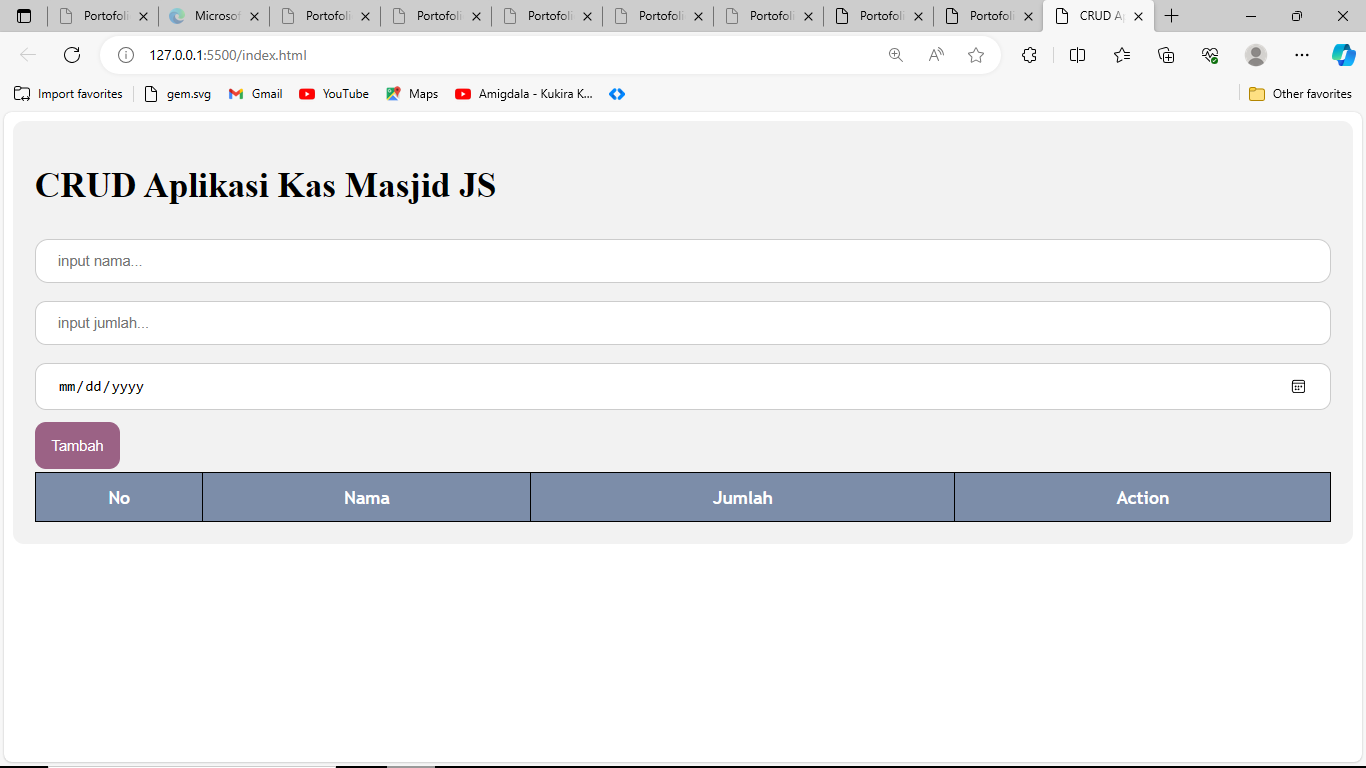 Portofoli Microsof Portofoli Portofoli Portofoli Portofoli Portofoli Portofoli Portofoli CRUD A
127.0.0.1:5500/index.html
Import favorites gem.svg Gmail YouTube Maps Amigdala - Kukira K... Other favorites
CRUD Aplikasi Kas Masjid JS
input nama...
input jumlah...
mm/dd/yyyy
Tambah
No Nama Jumlah Action